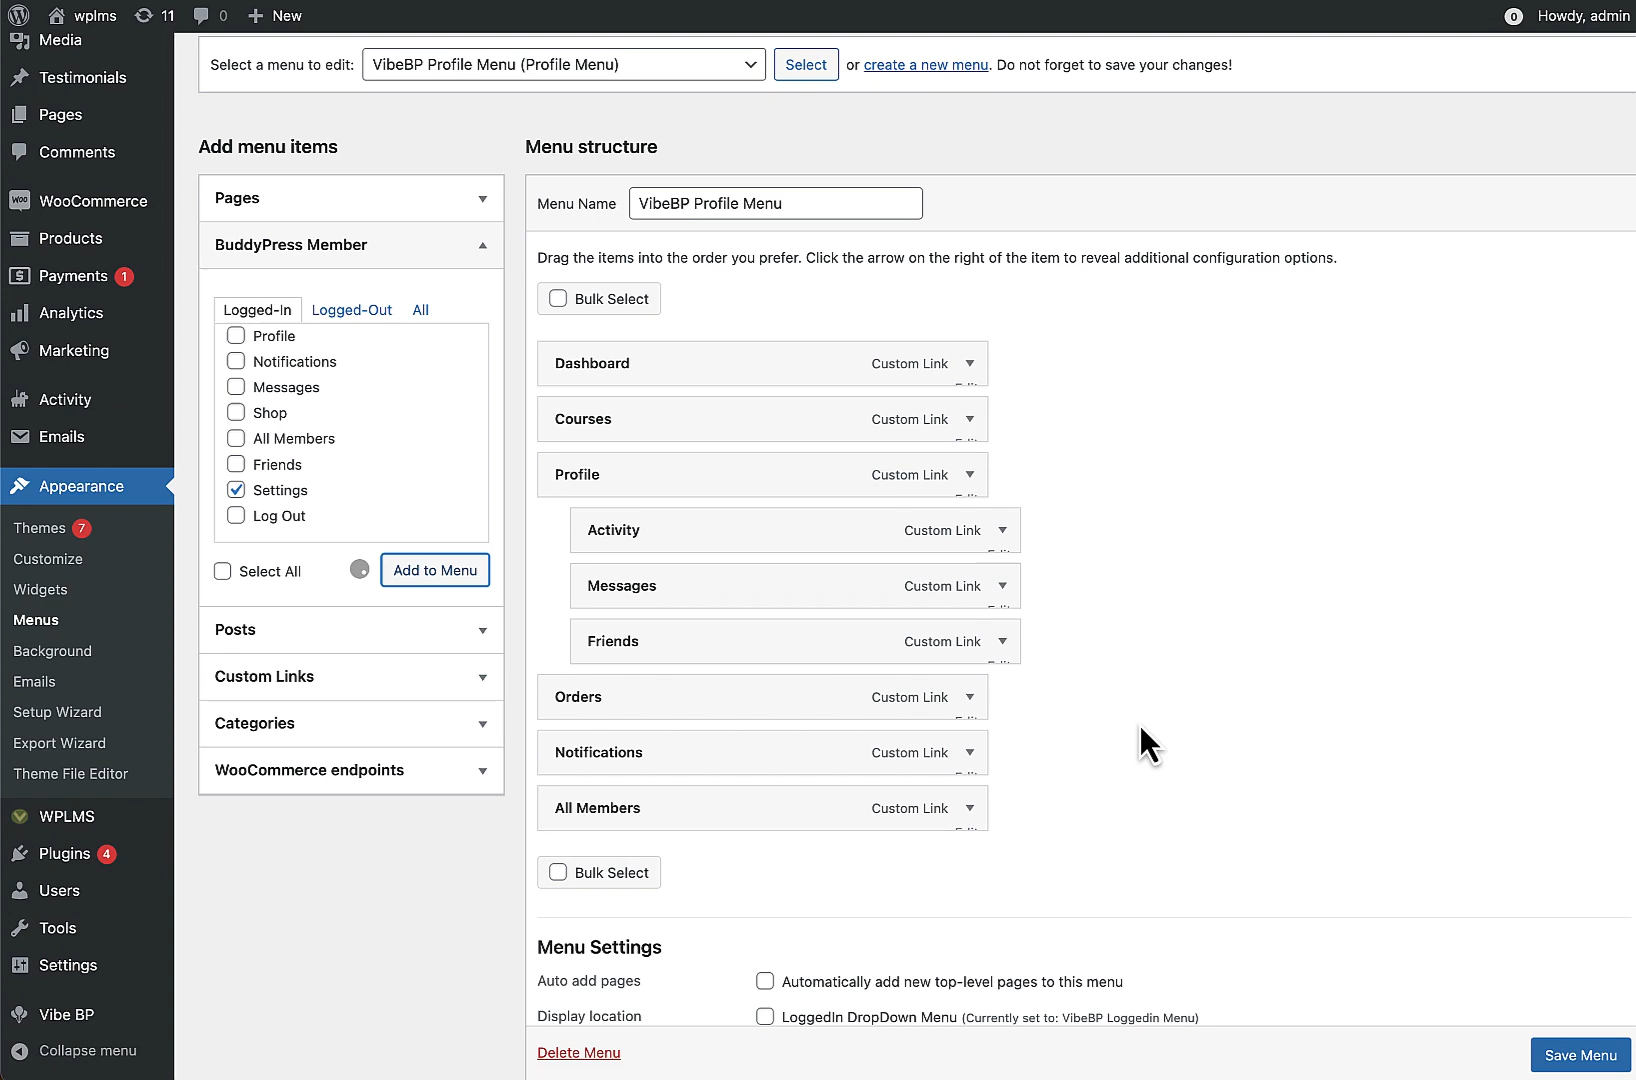 wplms 11 0 New Howdy, admin 0
Media
Testimonials
Pages
Comments
WooCommerce
Products
Payments 1
Analytics
Marketing
Activity
Emails
Appearance
Themes 7
Customize
Widgets
Menus
Background
Emails
Setup Wizard
Export Wizard
Theme File Editor
WPLMS
Plugins 4
Users
Tools
Settings
Vibe BP
Collapse menu
Select a menu to edit: VibeBP Profile Menu (Profile Menu) Select or create a new menu. Do not forget to save your changes!
Add menu items
Pages
BuddyPress Member
Logged-In Logged-Out All
Profile
Notifications
Messages
Shop
All Members
Friends
Settings
Log Out
Select All Add to Menu
Posts
Custom Links
Categories
WooCommerce endpoints
Menu structure
Menu Name VibeBP Profile Menu
Drag the items into the order you prefer. Click the arrow on the right of the item to reveal additional configuration options.
Bulk Select
Dashboard Custom Link
Courses Custom Link
Profile Custom Link
Activity Custom Link
Messages Custom Link
Friends Custom Link
Orders Custom Link
Notifications Custom Link
All Members Custom Link
Bulk Select
Menu Settings
Auto add pages Automatically add new top-level pages to this menu
Display location LoggedIn DropDown Menu (Currently set to: VibeBP Loggedin Menu)
Delete Menu Save Menu